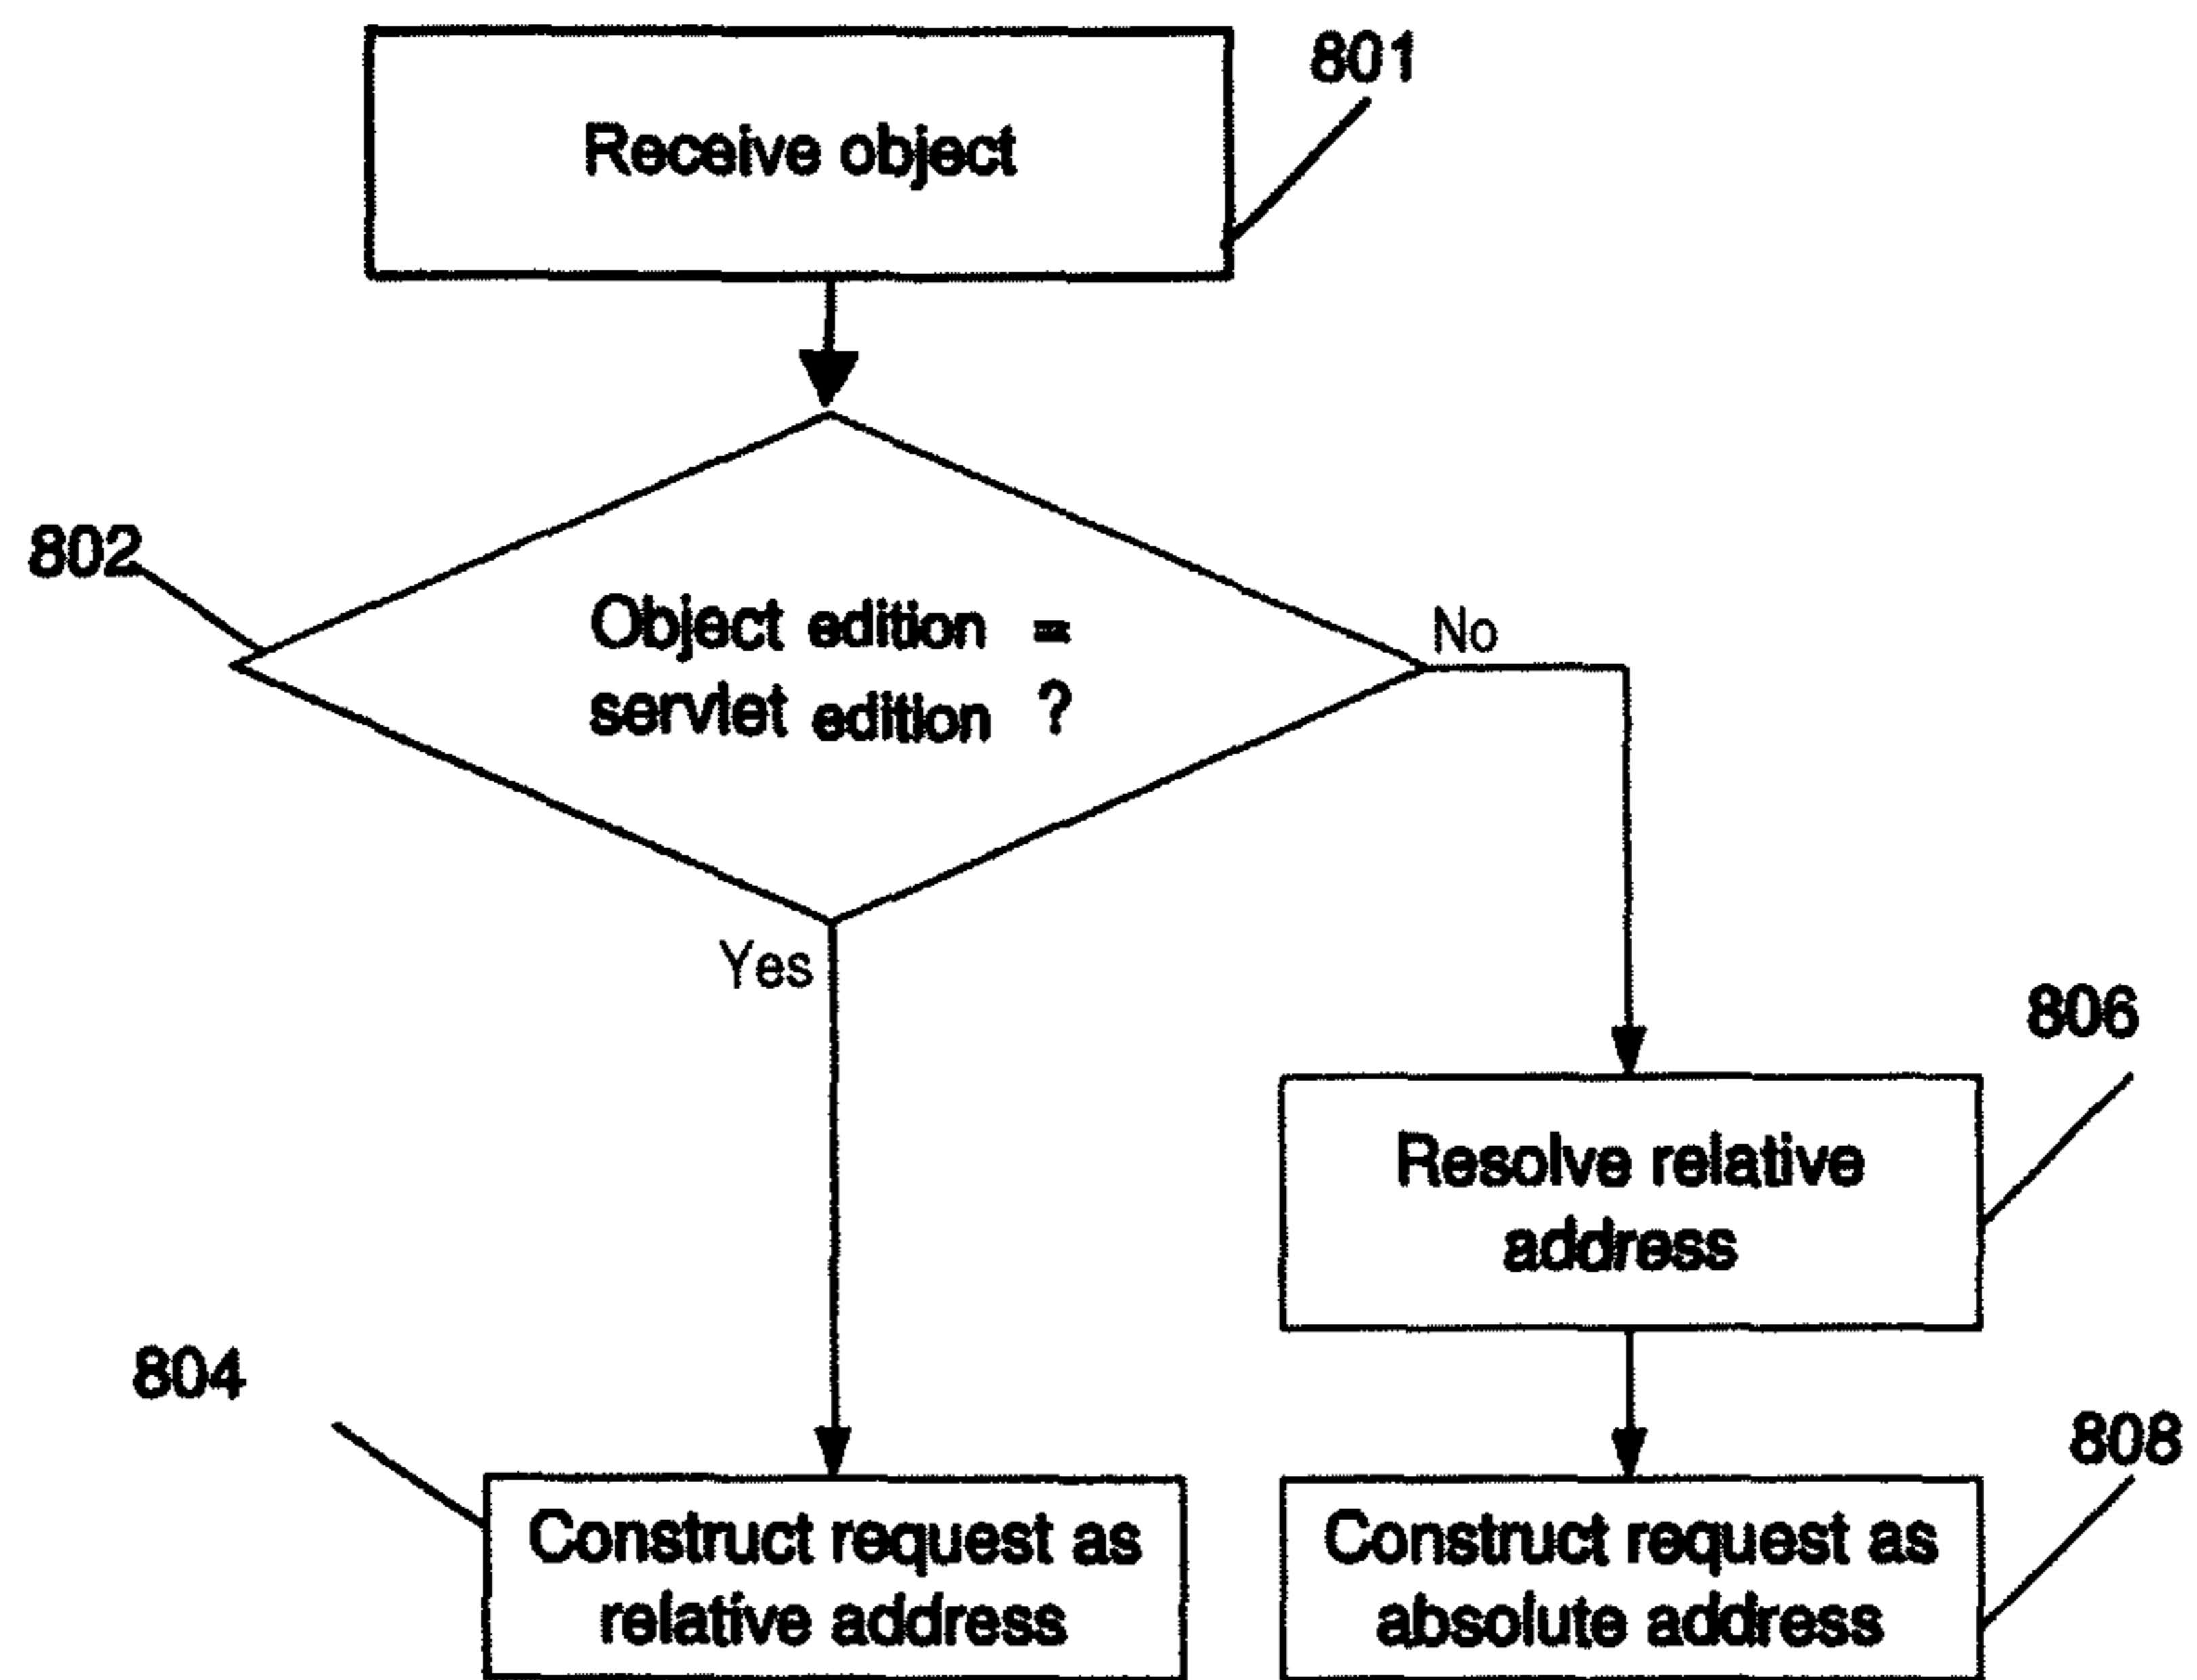 801
Receive object
802
Object edition =
servlet edition ?
No
Yes
806
Resolve relative
address
804
808
Construct request as
relative address
Construct request as
absolute address